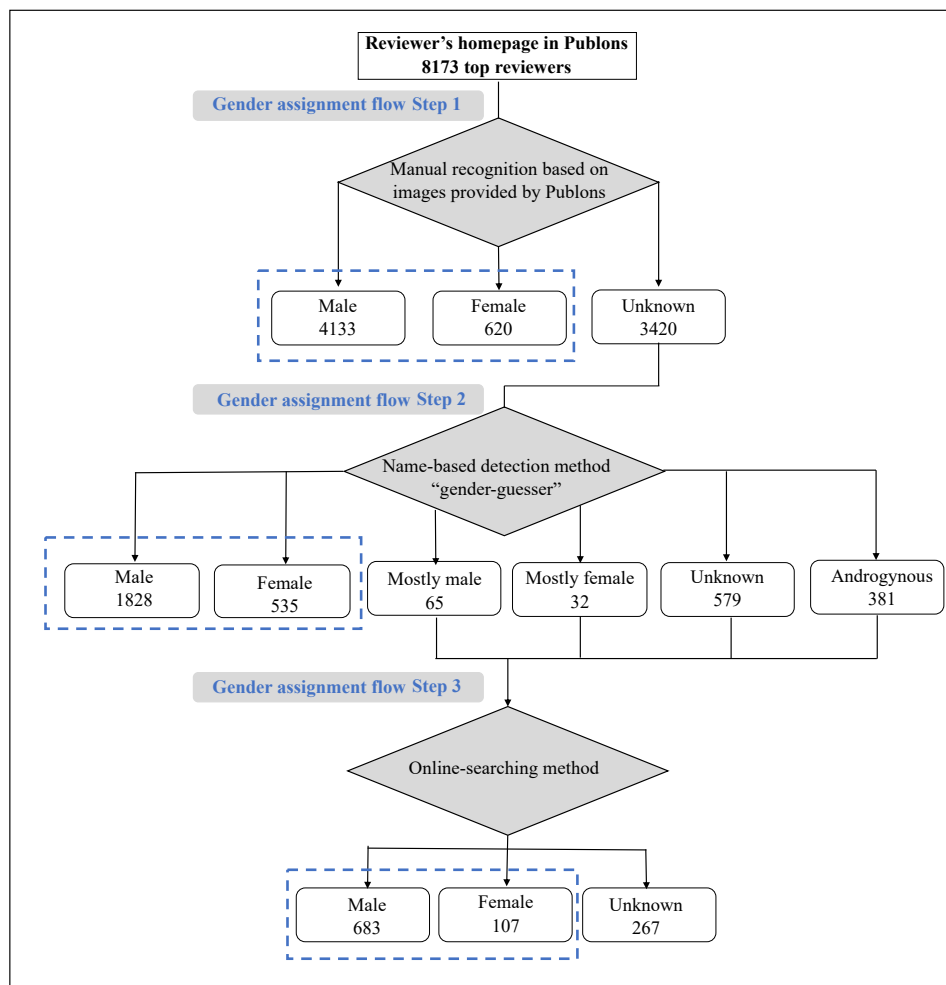 Reviewer's homepage in Publons
8173 top reviewers
Gender assignment flow Step 1
Manual recognition based on
images provided by Publons
Male
4133
Female
620
Unknown
3420
Gender assignment flow Step 2
Name-based detection method
“gender-guesser”
Male
1828
Female
535
Mostly male
65
Mostly female
32
Unknown
579
Androgynous
381
Gender assignment flow Step 3
Online-searching method
Male
683
Female
107
Unknown
267